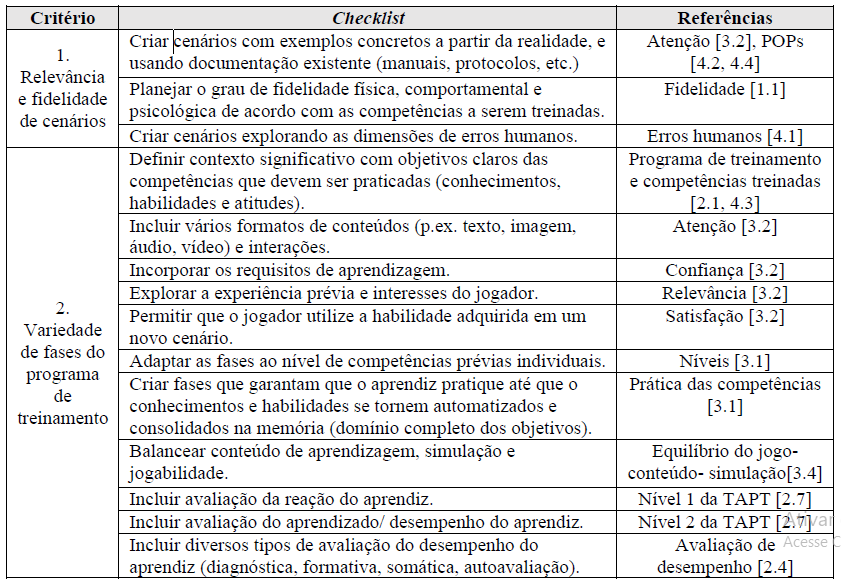 Critério Checklist Referências
1.
Relevância
e fidelidade
de cenários
Criar cenários com exemplos concretos a partir da realidade, e
usando documentação existente (manuais, protocolos, etc.)
Atenção [3.2], POPs
[4.2, 4.4]
Planejar o grau de fidelidade física, comportamental e
psicológica de acordo com as competências a serem treinadas.
Fidelidade [1.1]
Criar cenários explorando as dimensões de erros humanos.
Erros humanos [4.1]
2.
Variedade
de fases do
programa
de
treinamento
Definir contexto significativo com objetivos claros das
competências que devem ser praticadas (conhecimentos,
habilidades e atitudes).
Programa de treinamento
e competências treinadas
[2.1, 4.3]
Incluir vários formatos de conteúdos (p.ex. texto, imagem,
áudio, vídeo) e interações.
Atenção [3.2]
Incorporar os requisitos de aprendizagem.
Confiança [3.2]
Explorar a experiência prévia e interesses do jogador.
Relevância [3.2]
Permitir que o jogador utilize a habilidade adquirida em um
novo cenário.
Satisfação [3.2]
Adaptar as fases ao nível de competências prévias individuais.
Níveis [3.1]
Criar fases que garantam que o aprendiz pratique até que o
conhecimentos e habilidades se tornem automatizados e
consolidados na memória (domínio completo dos objetivos).
Prática das competências
[3.1]
Balancear conteúdo de aprendizagem, simulação e
jogabilidade.
Equilíbrio do jogo-
conteúdo- simulação[3.4]
Incluir avaliação da reação do aprendiz.
Nível 1 da TAPT [2.7]
Incluir avaliação do aprendizado/ desempenho do aprendiz.
Nível 2 da TAPT [2.7]
Incluir diversos tipos de avaliação do desempenho do
aprendiz (diagnóstica, formativa, somática, autoavaliação).
Avaliação de
desempenho [2.4]
Ativar
Acesse C